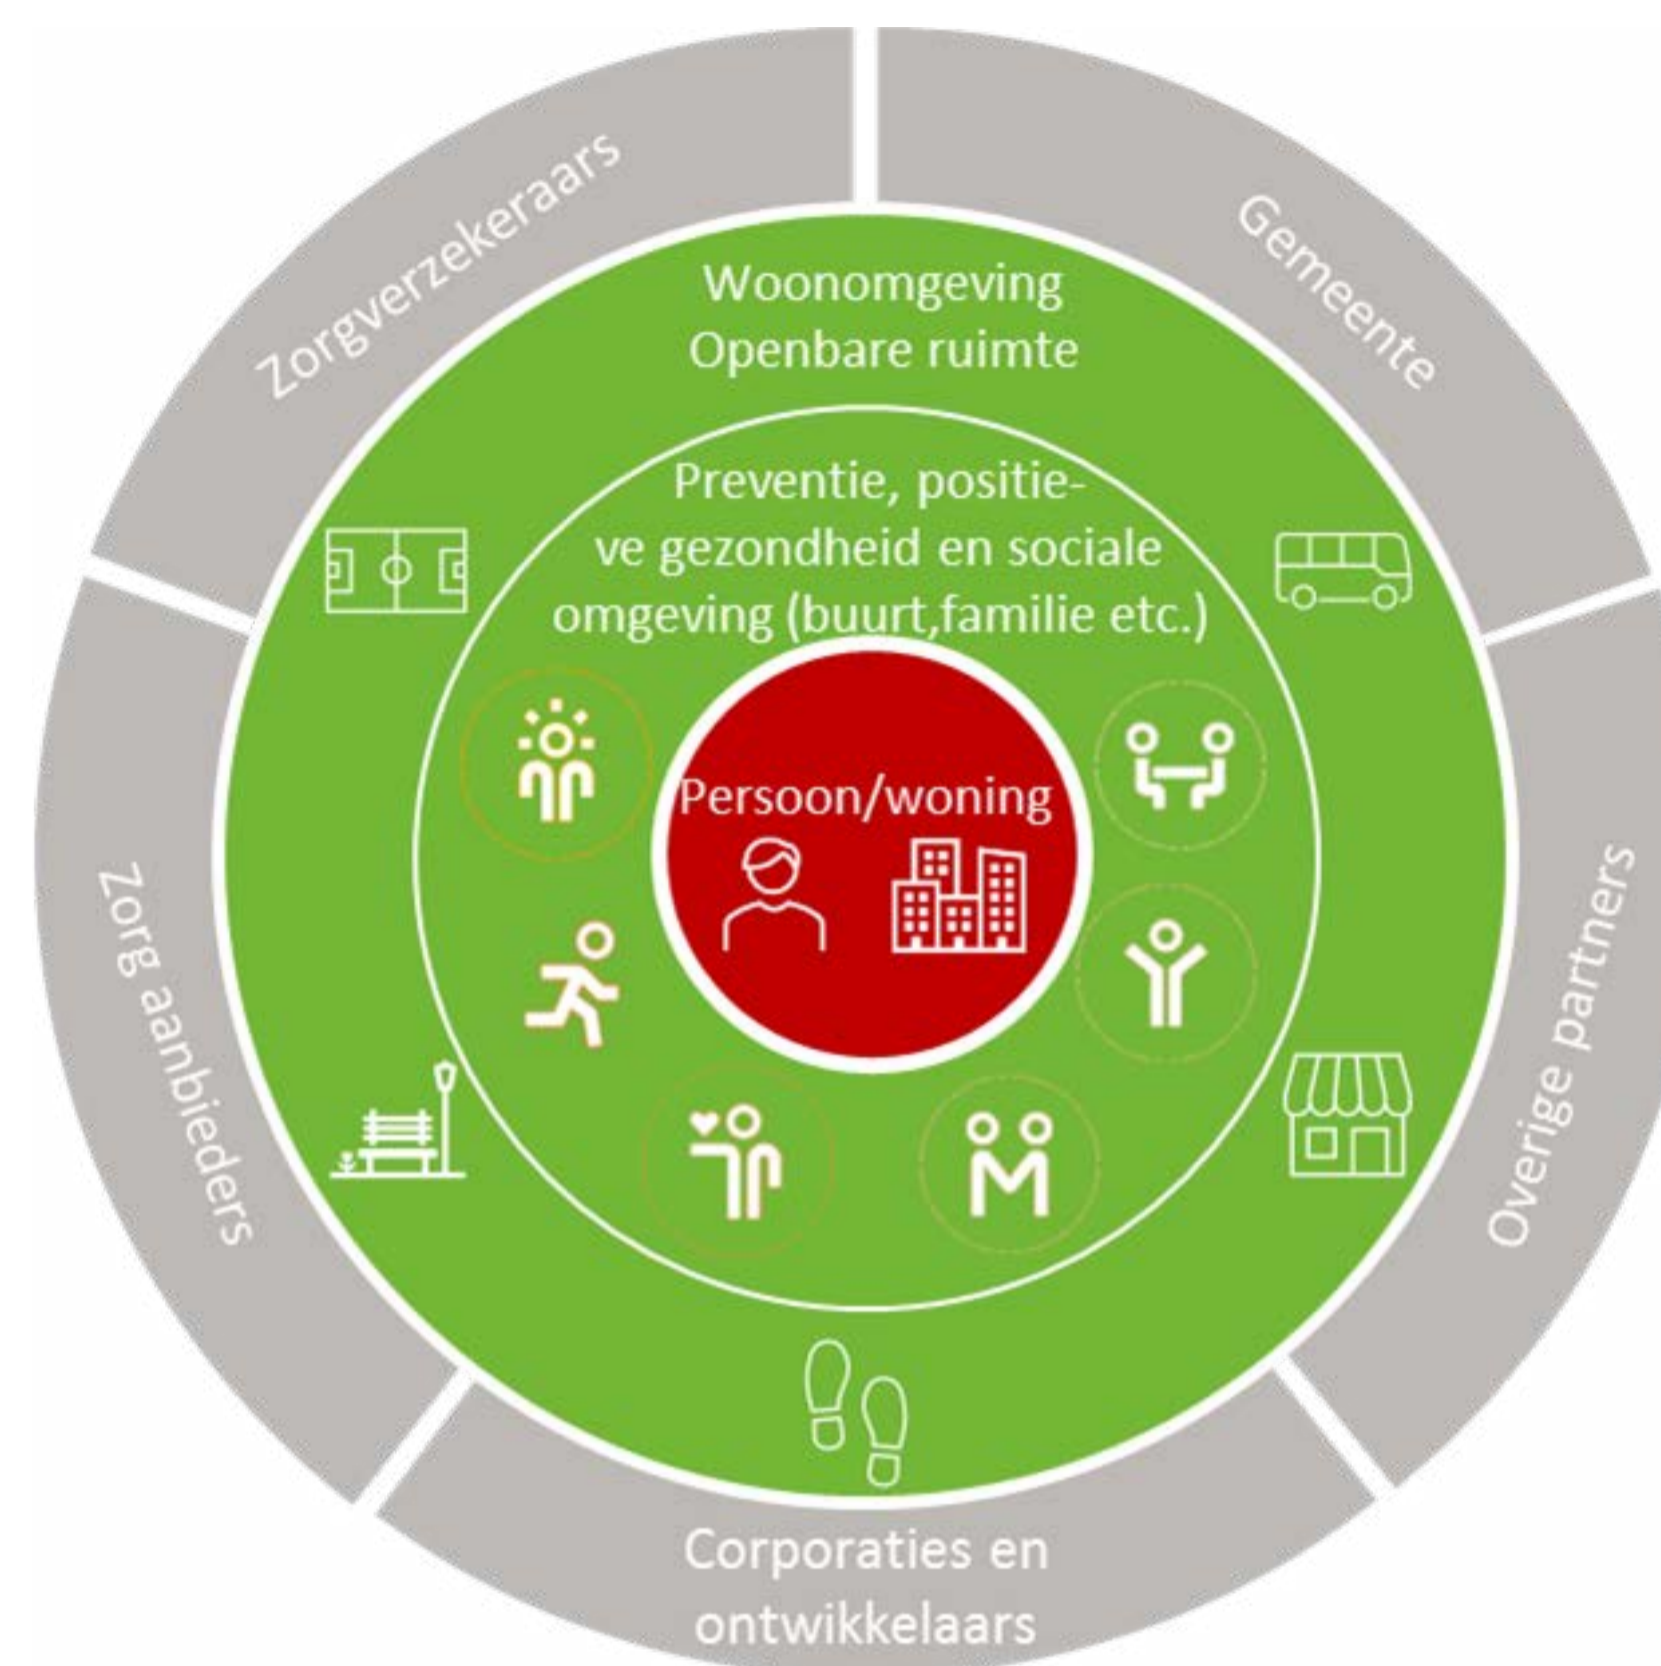 Zorgverzekeraars
Gemeente
Woonomgeving
Openbare ruimte
Preventie, positie-
ve gezondheid en sociale
omgeving (buurt,familie etc.)
Persoon/woning
Zorg aanbieders
Overige partners
Corporaties en
ontwikkelaars